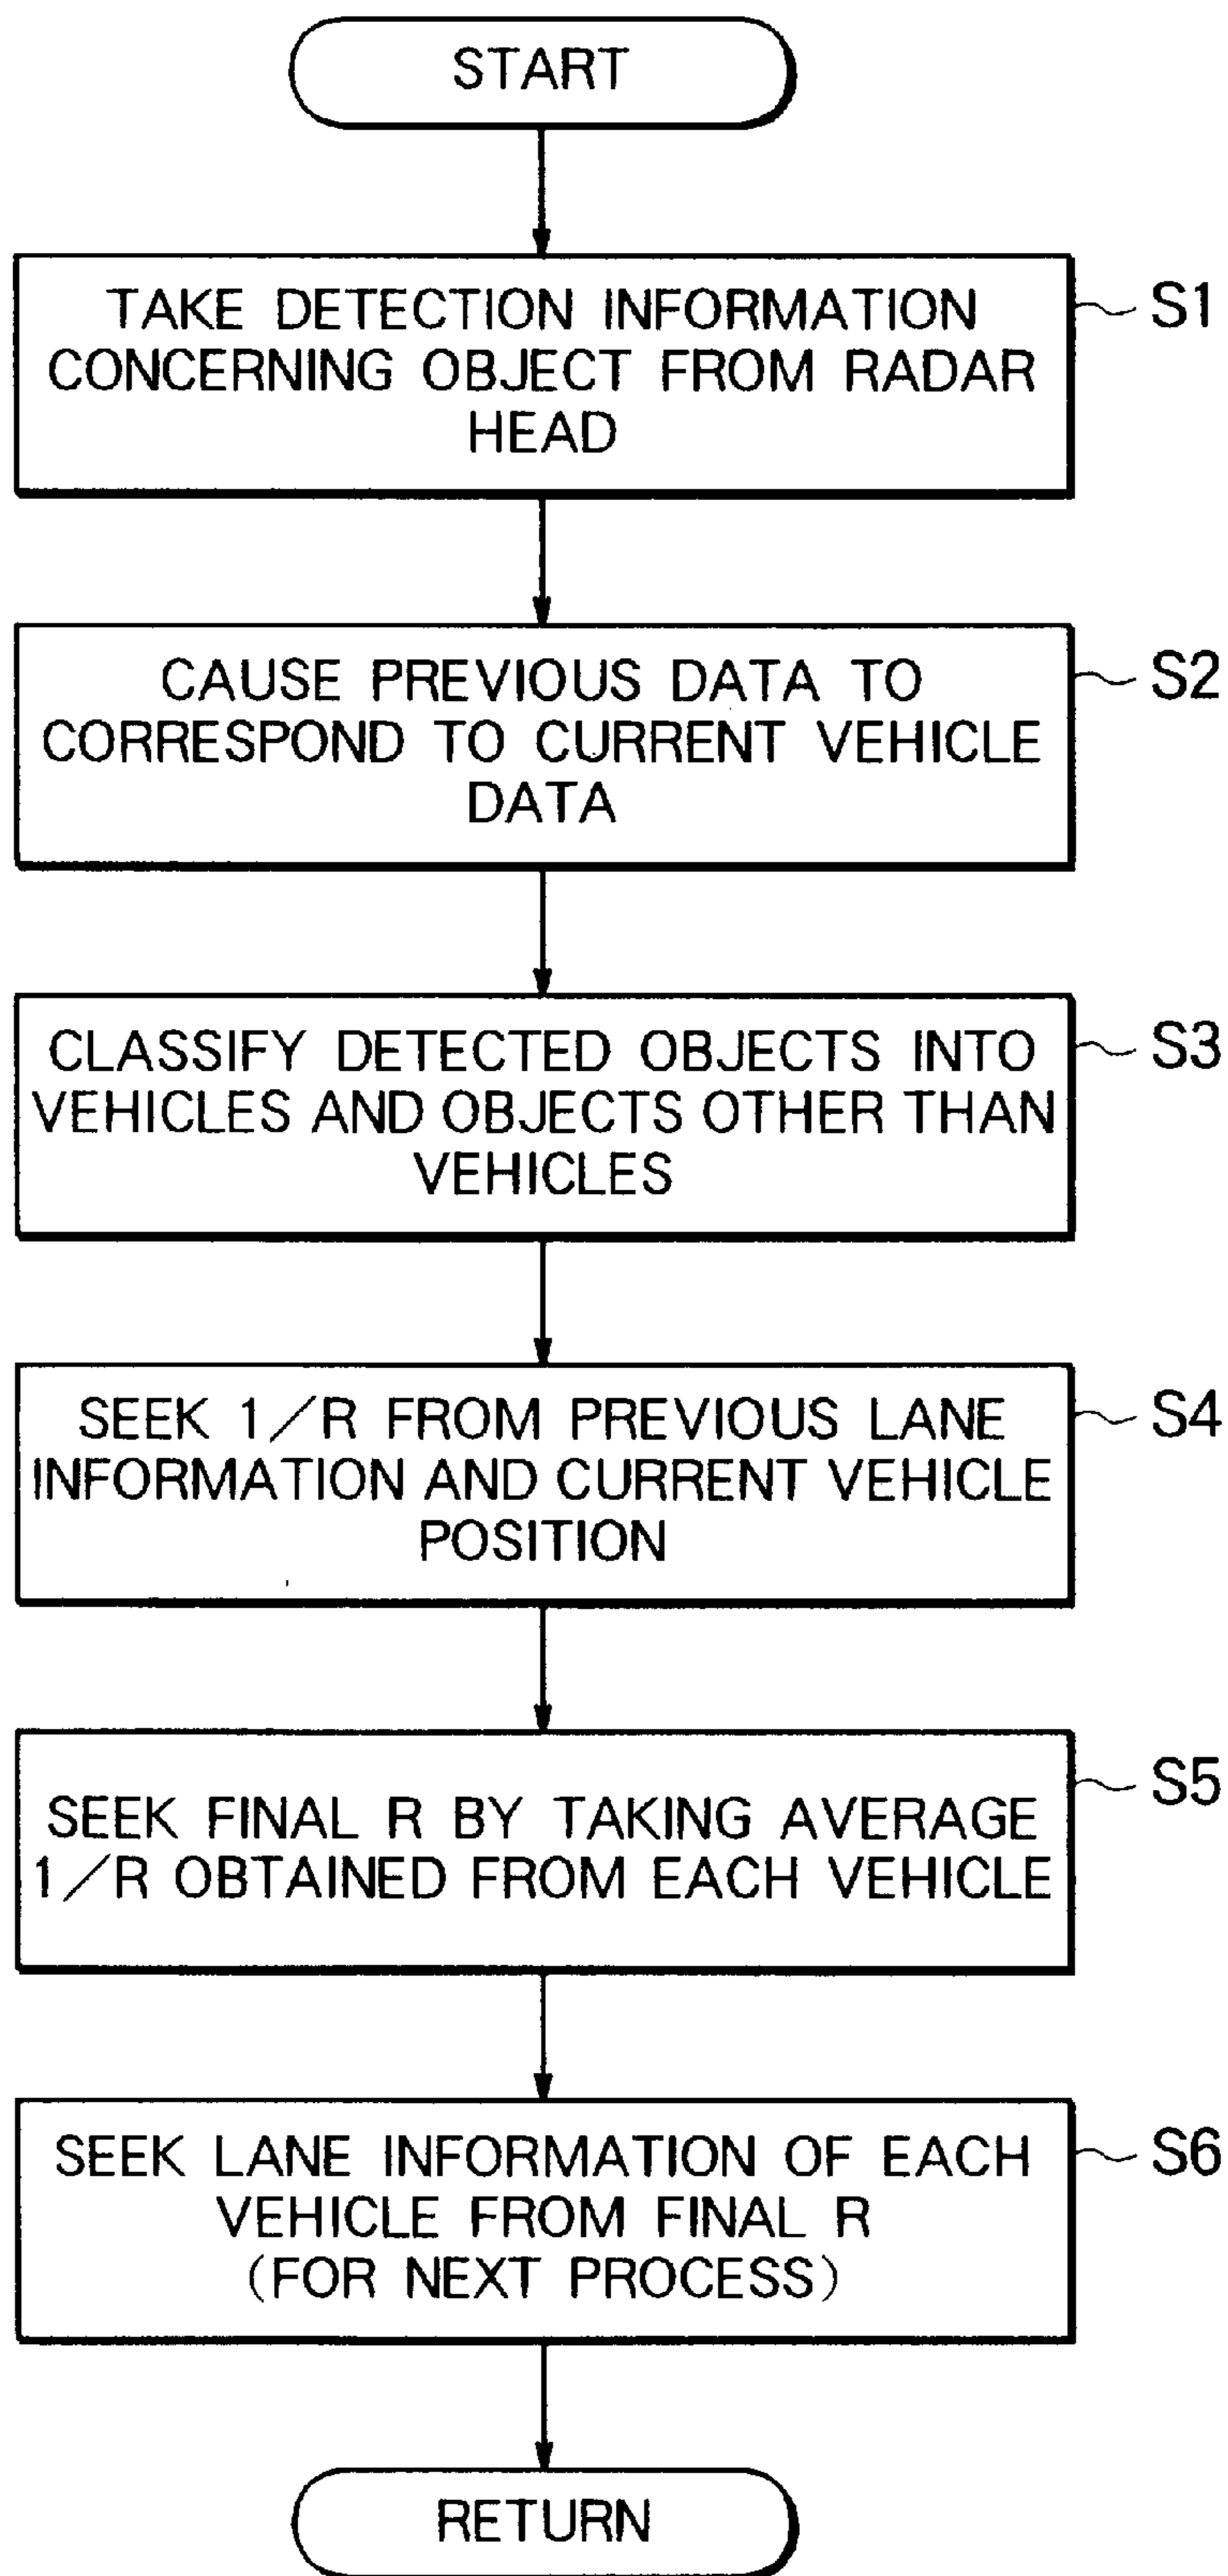 START
TAKE DETECTION INFORMATION
CONCERNING OBJECT FROM RADAR
HEAD
S1
CAUSE PREVIOUS DATA TO
CORRESPOND TO CURRENT VEHICLE
DATA
S2
CLASSIFY DETECTED OBJECTS INTO
VEHICLES AND OBJECTS OTHER THAN
VEHICLES
S3
SEEK 1/R FROM PREVIOUS LANE
INFORMATION AND CURRENT VEHICLE
POSITION
S4
SEEK FINAL R BY TAKING AVERAGE
1/R OBTAINED FROM EACH VEHICLE
S5
SEEK LANE INFORMATION OF EACH
VEHICLE FROM FINAL R
(FOR NEXT PROCESS)
S6
RETURN